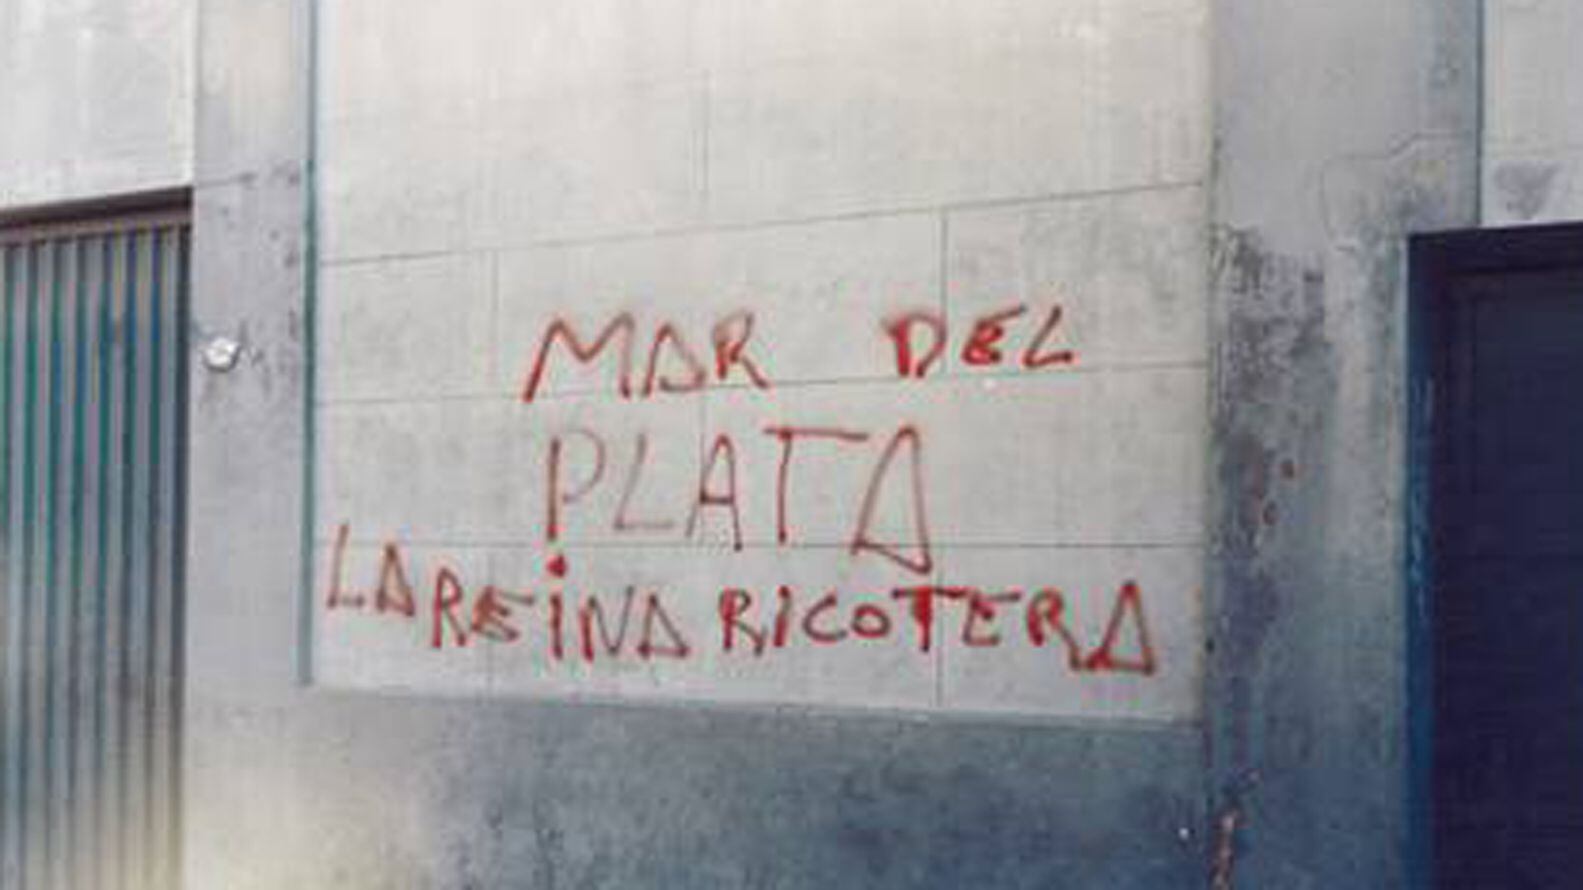 MAR DEL
PLATA
LA REiNA RICOTERA